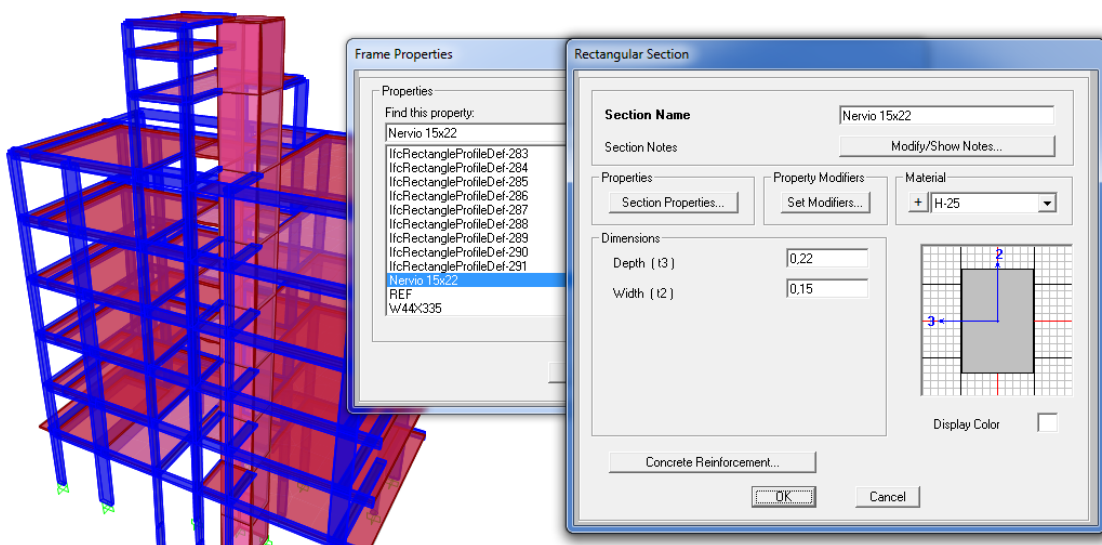 Frame Properties
Properties
Find this property:
Nervio 15x22
IfcRectangleProfileDef-283
IfcRectangleProfileDef-284
IfcRectangleProfileDef-285
IfcRectangleProfileDef-286
IfcRectangleProfileDef-287
IfcRectangleProfileDef-288
IfcRectangleProfileDef-289
IfcRectangleProfileDef-290
IfcRectangleProfileDef-291
Nervio 15x22
REF
W44X335
Rectangular Section
Section Name Nervio 15x22
Section Notes Modify/Show Notes...
Properties Property Modifiers Material
Section Properties... Set Modifiers... + H-25
Dimensions
Depth ( t3 ) 0,22
Width ( t2 ) 0,15
2
3
Display Color
Concrete Reinforcement...
OK Cancel